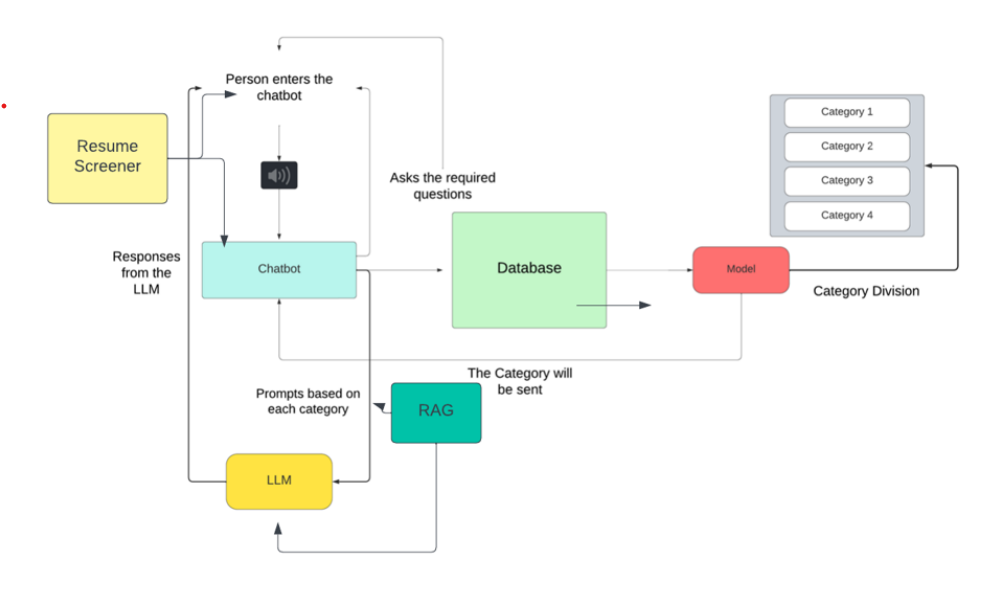 Person enters the
chatbot
Resume
Screener
Asks the required
questions
Category 1
Category 2
Category 3
Category 4
Responses
from the
LLM
Chatbot
Database
Model
Category Division
The Category will
be sent
Prompts based on
each category
RAG
LLM